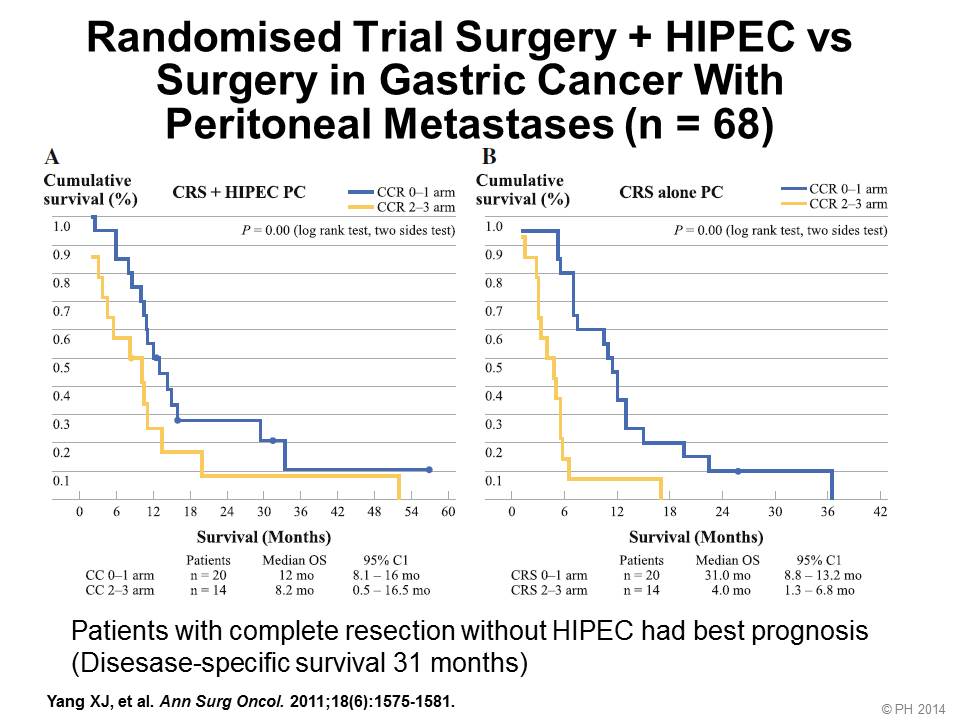 Randomised Trial Surgery + HIPEC vs
Surgery in Gastric Cancer With
Peritoneal Metastases (n = 68)
A
Cumulative
survival (%)
CRS + HIPEC PC
CCR 0–1 arm
CCR 2–3 arm
P = 0.00 (log rank test, two sides test)
1.0
0.9
0.8
0.7
0.6
0.5
0.4
0.3
0.2
0.1
0 6 12 18 24 30 36 42 48 54 60
Survival (Months)
Patients Median OS 95% C1
CC 0–1 arm n = 20 12 mo 8.1 – 16 mo
CC 2–3 arm n = 14 8.2 mo 0.5 – 16.5 mo
B
Cumulative
survival (%)
CRS alone PC
CCR 0–1 arm
CCR 2–3 arm
P = 0.00 (log rank test, two sides test)
1.0
0.9
0.8
0.7
0.6
0.5
0.4
0.3
0.2
0.1
0 6 12 24 30 36 42
Survival (Months)
Patients Median OS 95% C1
CRS 0–1 arm n = 20 31.0 mo 8.8 – 13.2 mo
CRS 2–3 arm n = 14 4.0 mo 1.3 – 6.8 mo
Patients with complete resection without HIPEC had best prognosis
(Disesase-specific survival 31 months)
Yang XJ, et al. Ann Surg Oncol. 2011;18(6):1575-1581.
© PH 2014